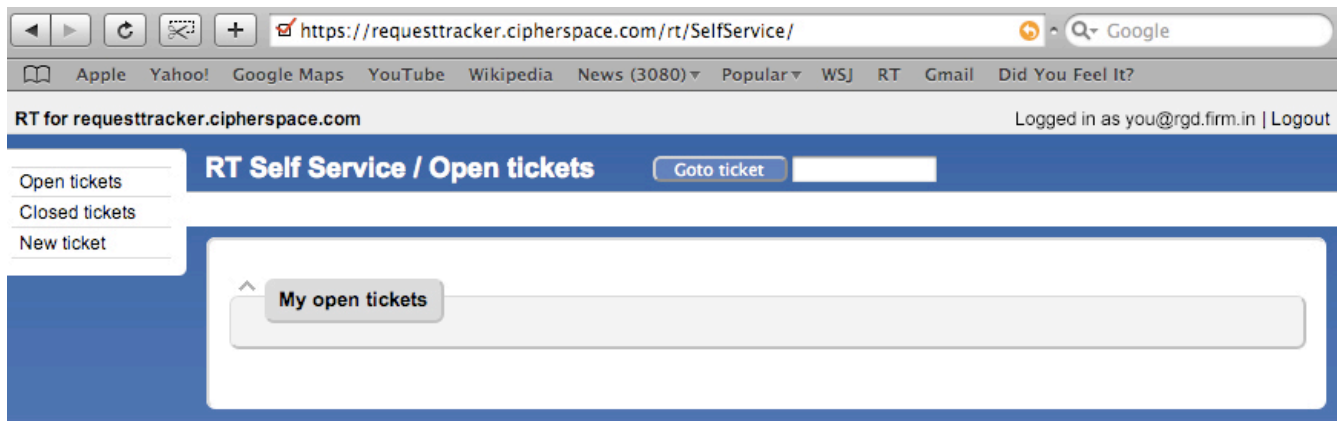 https://requesttracker.cipherspace.com/rt/SelfService/ Google
Apple Yahoo! Google Maps YouTube Wikipedia News (3080) Popular WSJ RT Gmail Did You Feel It?
RT for requesttracker.cipherspace.com Logged in as you@rgd.firm.in | Logout
RT Self Service / Open tickets Goto ticket
Open tickets
Closed tickets
New ticket
My open tickets